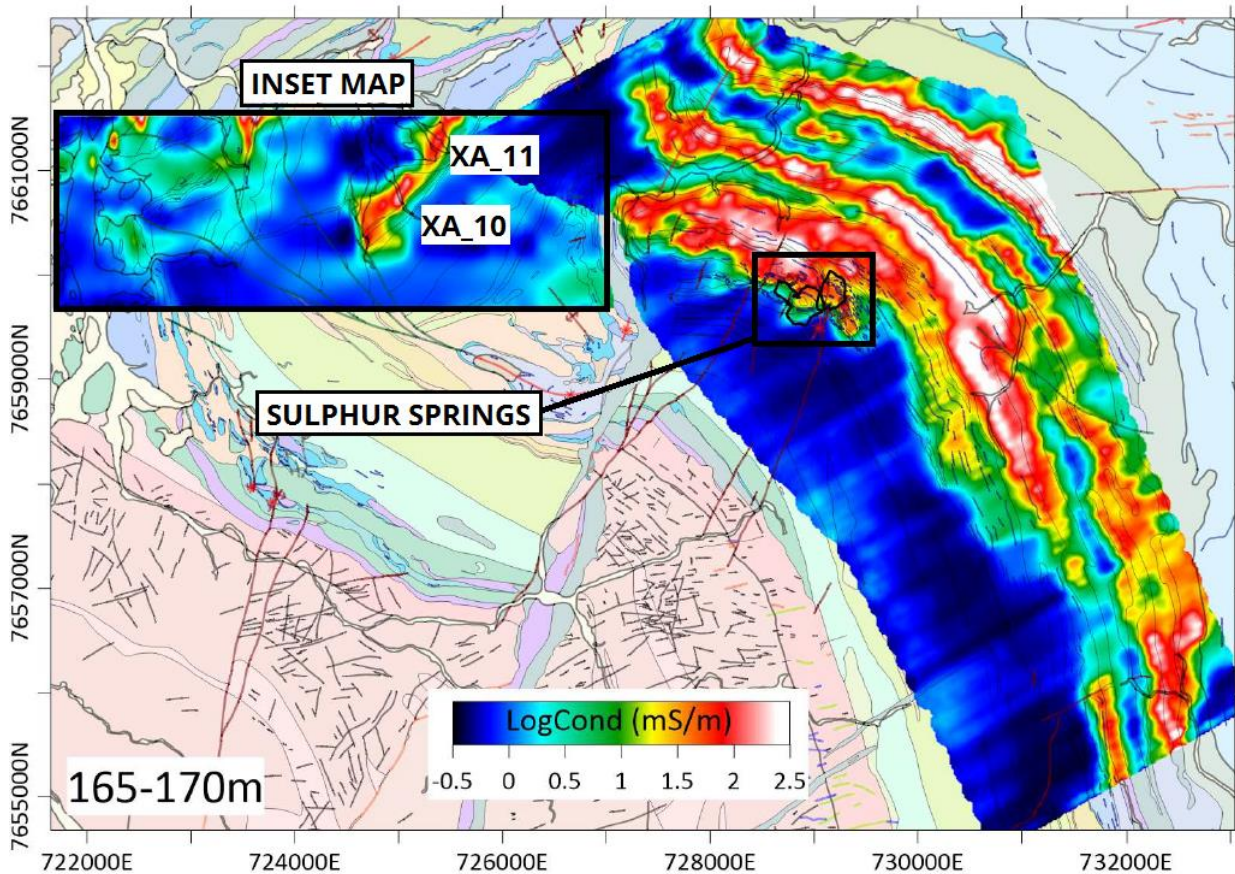 INSET MAP
XA_11
XA_10
SULPHUR SPRINGS
7661000N
7659000N
7657000N
7655000N
LogCond (mS/m)
-0.5 0 0.5 1 1.5 2 2.5
165-170m
722000E 724000E 726000E 728000E 730000E 732000E